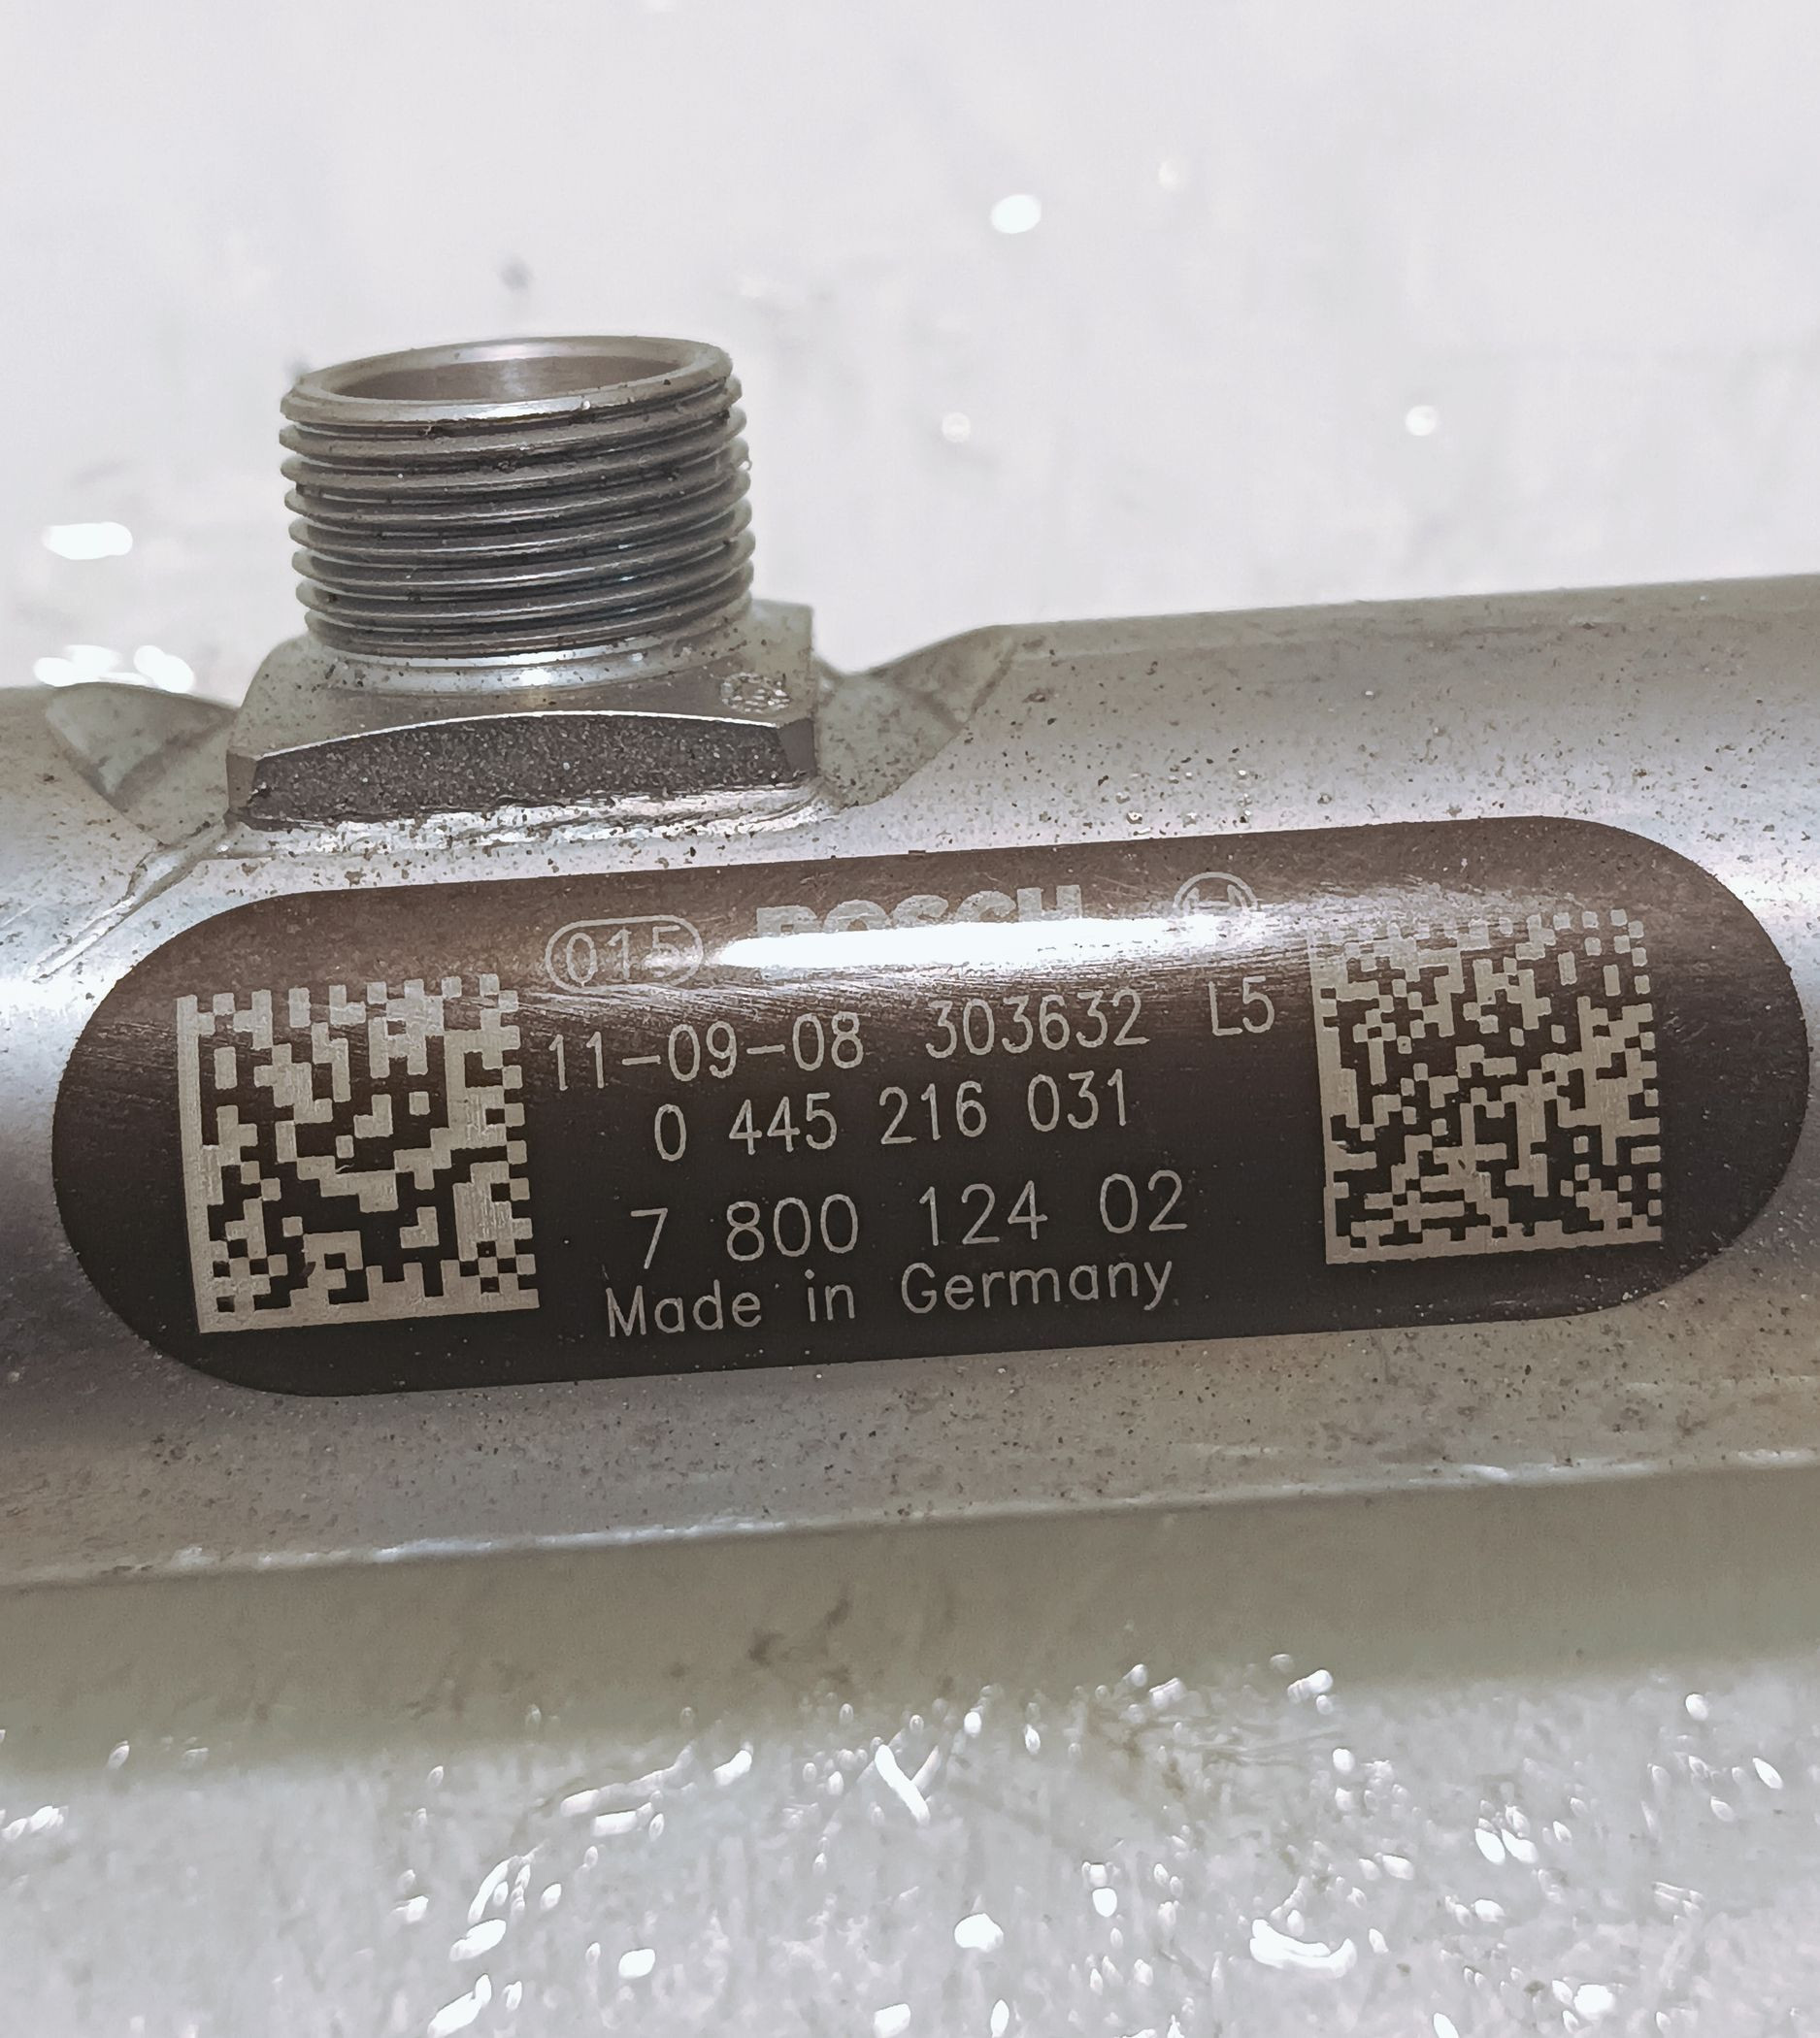 015 BOSCH
11-09-08 303632 L5
0 445 216 031
7 800 124 02
Made in Germany